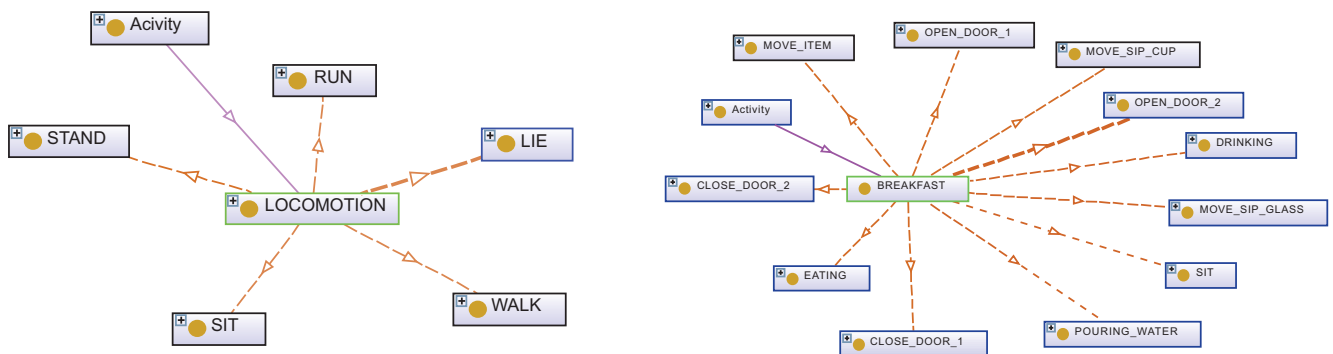 Acivity
RUN
STAND
LIE
LOCOMOTION
WALK
SIT
OPEN_DOOR_1
MOVE_ITEM
MOVE_SIP_CUP
Activity
OPEN_DOOR_2
DRINKING
CLOSE_DOOR_2
BREAKFAST
MOVE_SIP_GLASS
EATING
SIT
POURING_WATER
CLOSE_DOOR_1